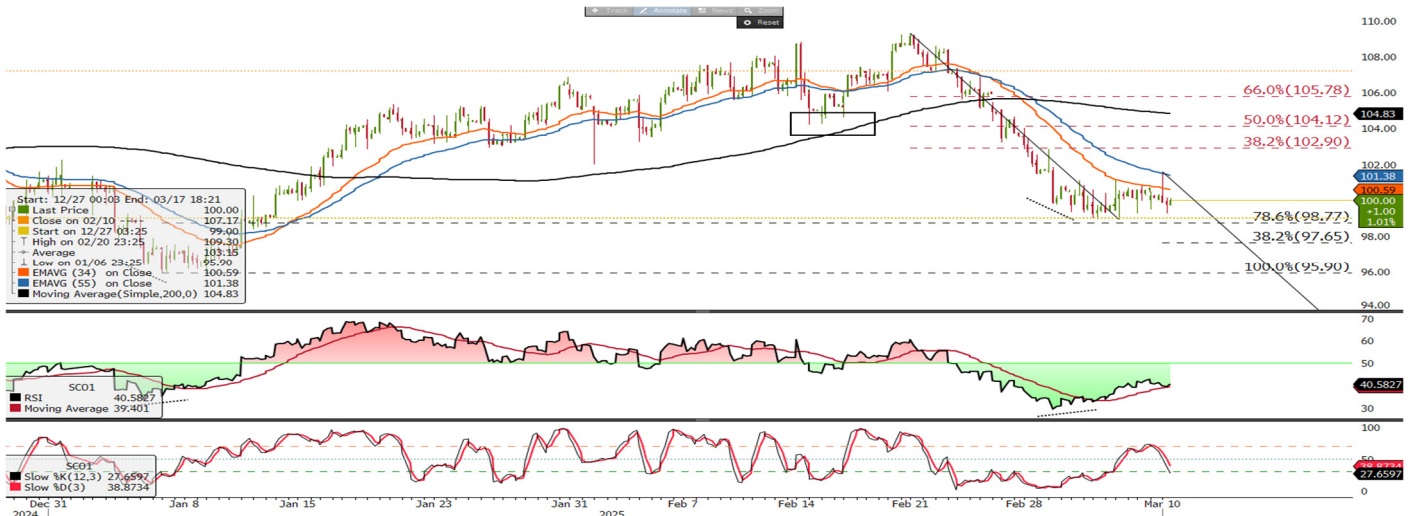 Track Annotate News Zoom
Reset
110.00
108.00
66.0%(105.78)
106.00
104.83
50.0%(104.12)
104.00
38.2%(102.90)
102.00
101.38
100.59
100.00
+1.00
1.01%
78.6%(98.77)
98.00
38.2%(97.65)
100.0%(95.90)
96.00
94.00
Start: 12/27 00:03 End: 03/17 18:21
Last Price 100.00
Close on 02/10 107.17
Start on 12/27 03:25 99.00
High on 02/20 23:25 109.30
Average 103.15
Low on 01/06 23:25 95.90
EMAVG (34) on Close 100.59
EMAVG (55) on Close 101.38
Moving Average(Simple,200,0) 104.83
70
60
50
40.5827
30
SCO1
RSI 40.5827
Moving Average 39.401
100
50
38.8734
27.6597
0
SCO1
Slow %K(12,3) 27.6597
Slow %D(3) 38.8734
Dec 31 Jan 8 Jan 15 Jan 23 Jan 31 Feb 7 Feb 14 Feb 21 Feb 28 Mar 10
2024 2025